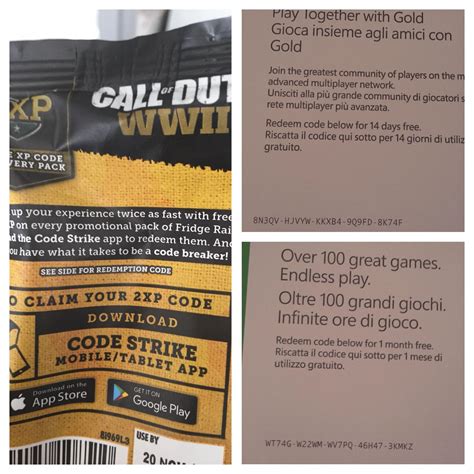 CALL OF DUT
WWII
XP
E XP CODE
VERY PACK
up your experience twice as fast with free
XP on every promotional pack of Fridge Rai
the Code Strike app to redeem them. And
you have what it takes to be a code breaker!
SEE SIDE FOR REDEMPTION CODE
O CLAIM YOUR 2XP CODE
DOWNLOAD
CODE STRIKE
MOBILE/TABLET APP
Download on the
App Store
GET IT ON
Google Play
81969L3
USE BY
20 NOV
Play Together with Gold
Gioca insieme agli amici con
Gold
Join the greatest community of players on the m
advanced multiplayer network.
Unisciti alla più grande community di giocatori s
rete multiplayer più avanzata.
Redeem code below for 14 days free.
Riscatta il codice qui sotto per 14 giorni di utiliz
gratuito.
8N3QV-HJVYW-KKXB4-9Q9FD-8K74F
Over 100 great games.
Endless play.
Oltre 100 grandi giochi.
Infinite ore di gioco.
Redeem code below for 1 month free.
Riscatta il codice qui sotto per 1 mese di
utilizzo gratuito.
WT74G-W22WM-WV7PQ-46H47-3KMKZ